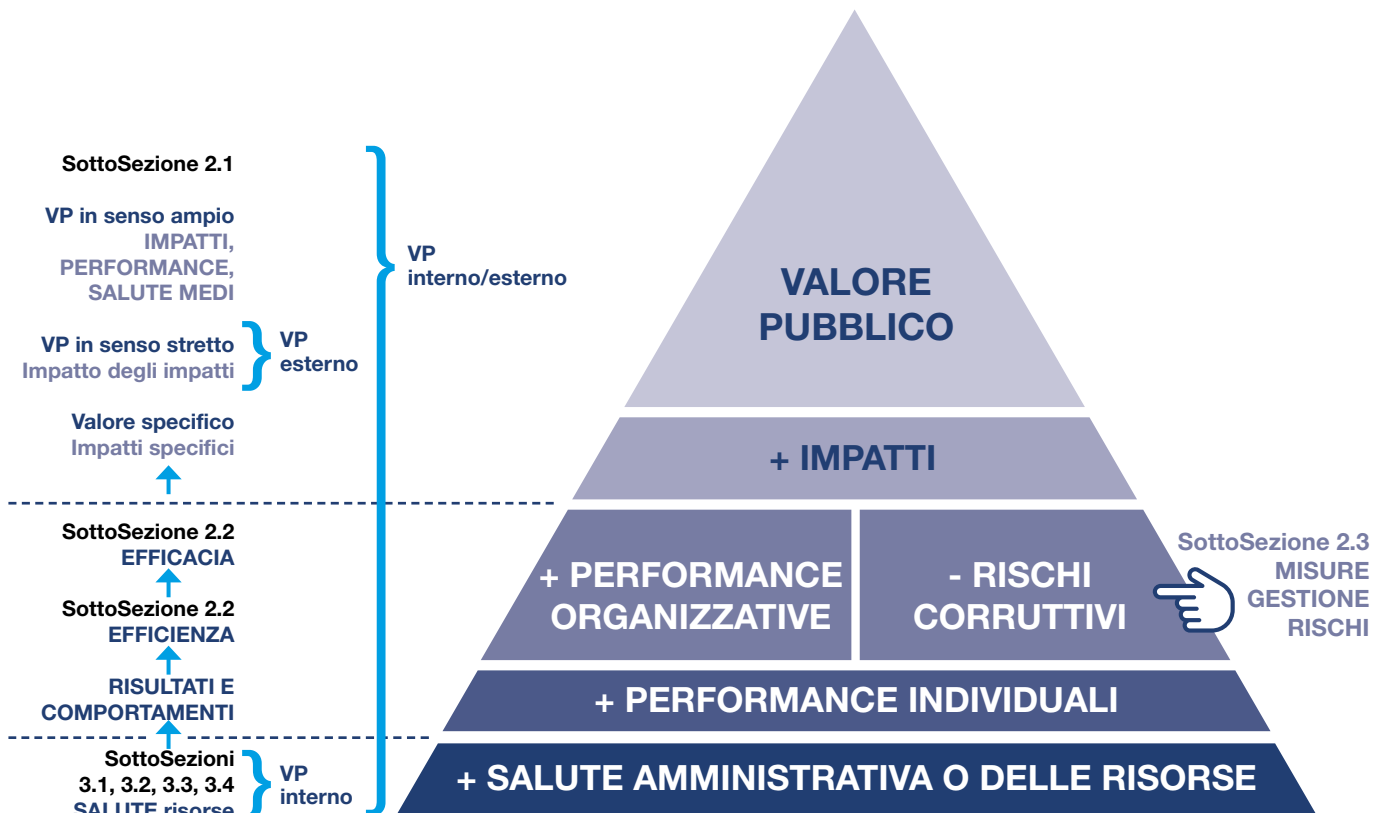 SottoSezione 2.1
VP in senso ampio
IMPATTI,
PERFORMANCE,
SALUTE MEDI
VP in senso stretto
Impatto degli impatti
Valore specifico
Impatti specifici
VP
esterno
VP
interno/esterno
SottoSezione 2.2
EFFICACIA
SottoSezione 2.2
EFFICIENZA
RISULTATI E
COMPORTAMENTI
SottoSezioni
3.1, 3.2, 3.3, 3.4
SALUTE risorse
VP
interno
VALORE
PUBBLICO
+ IMPATTI
+ PERFORMANCE
ORGANIZZATIVE
- RISCHI
CORRUTTIVI
SottoSezione 2.3
MISURE
GESTIONE
RISCHI
+ PERFORMANCE INDIVIDUALI
+ SALUTE AMMINISTRATIVA O DELLE RISORSE